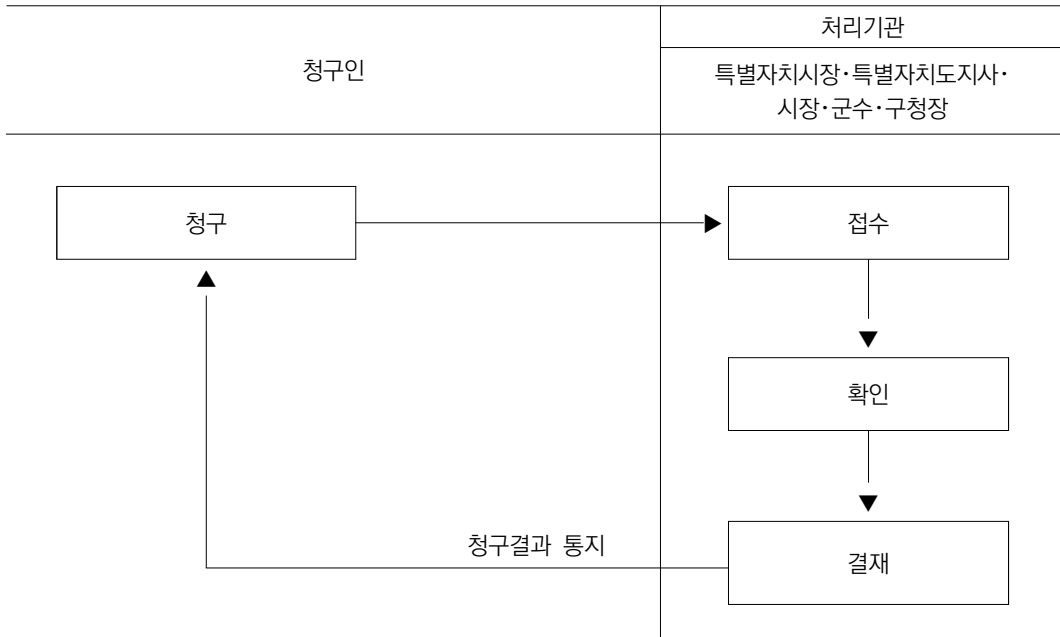 청구인
처리기관
특별자치시장·특별자치도지사·
시장·군수·구청장
청구
접수
확인
결재
청구결과 통지